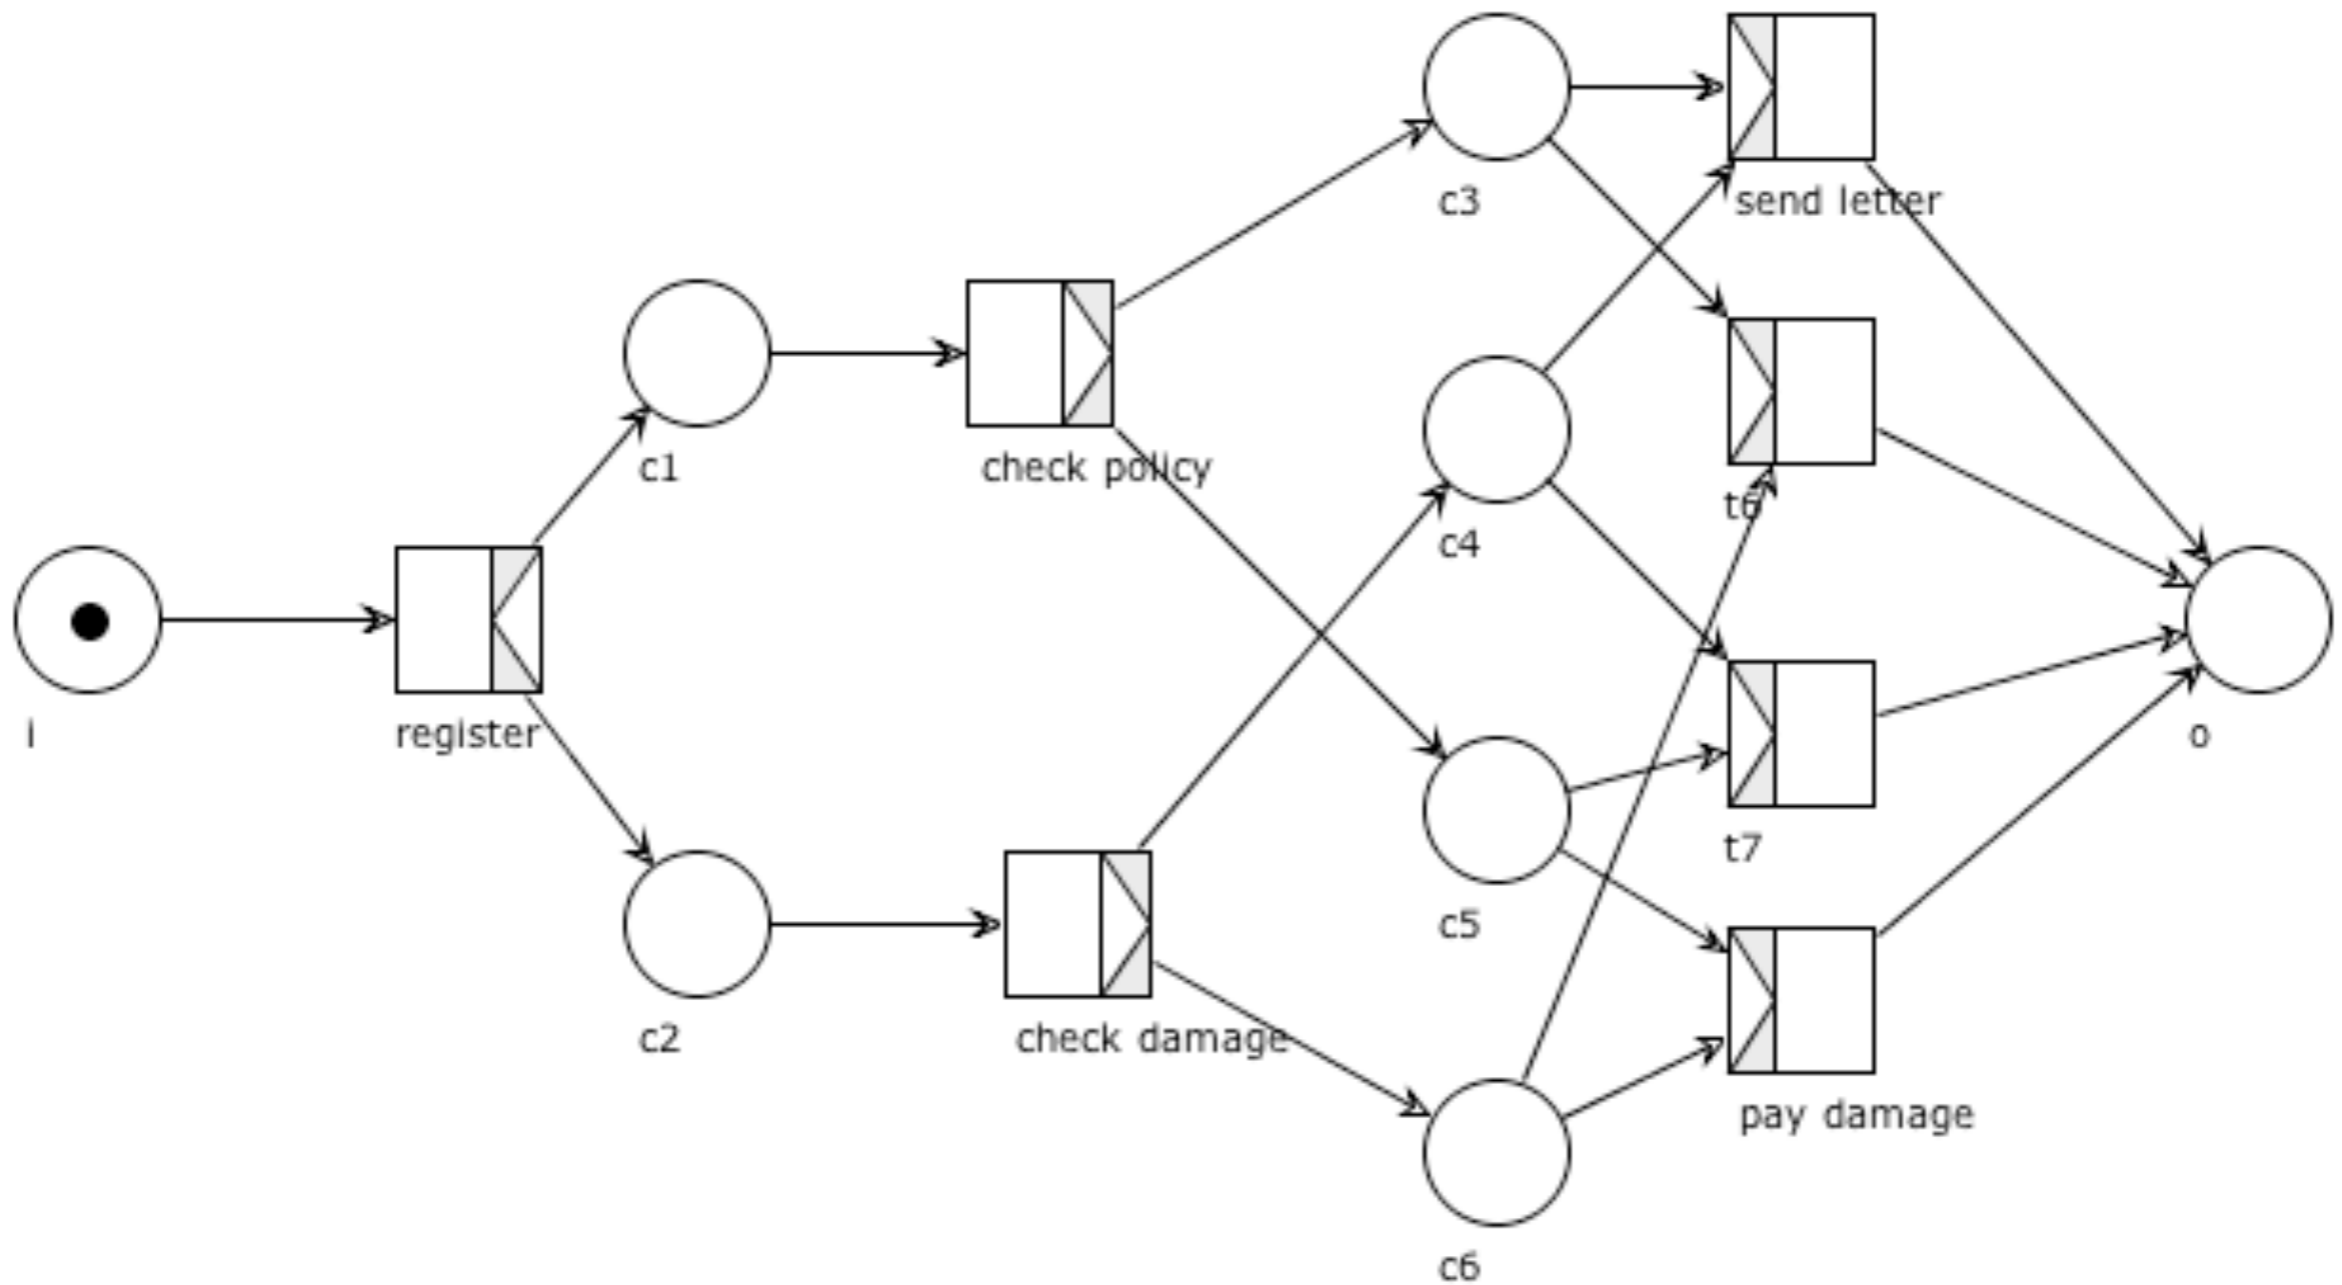 c3
send letter
c1
check policy
t6
c4
i
register
o
t7
c5
c2
check damage
pay damage
c6